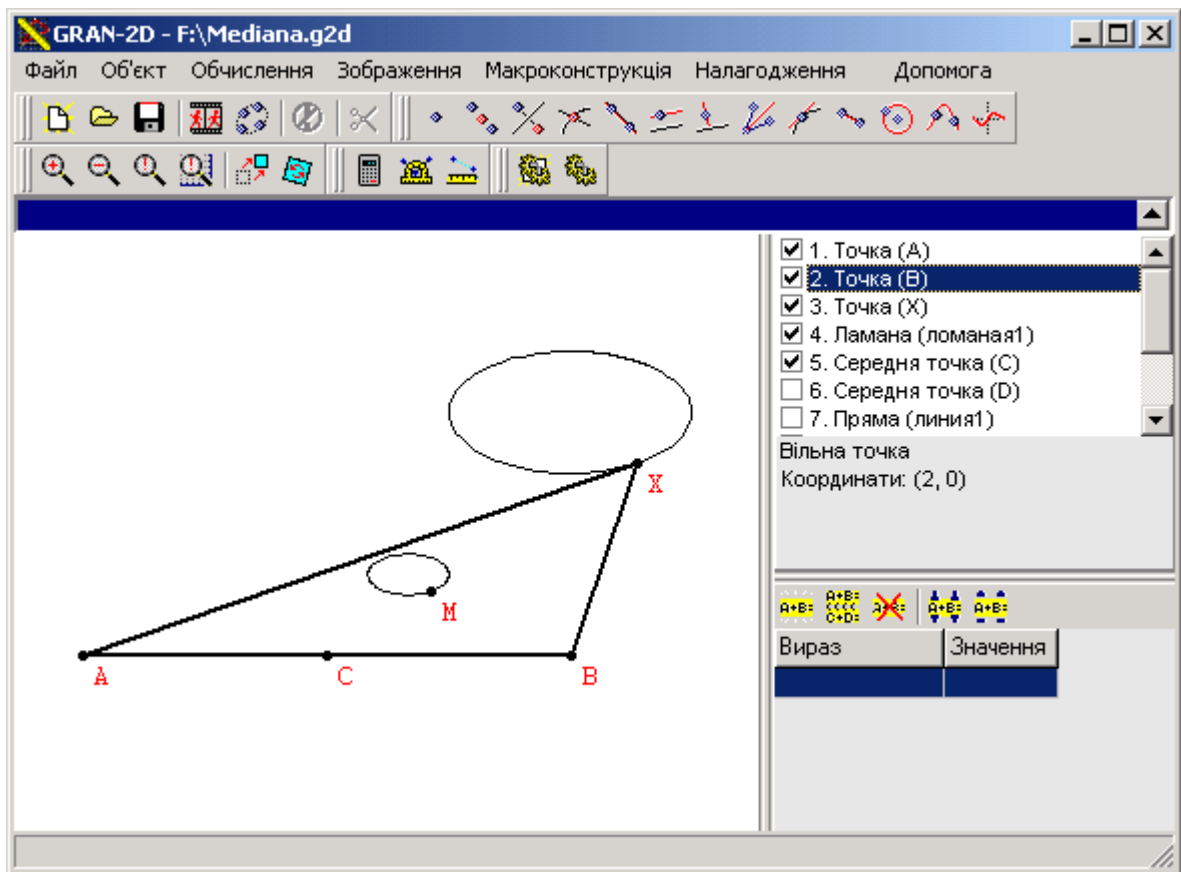 GRAN-2D - F:\Mediana.g2d
Файл Об'єкт Обчислення Зображення Макроконструкція Налагодження Допомога
1. Точка (A)
2. Точка (B)
3. Точка (X)
4. Ламана (ломаная1)
5. Середня точка (C)
6. Середня точка (D)
7. Пряма (линия1)
Вільна точка
Координати: (2, 0)
X
M
A
C
B
A+B= A+B= C+D= A+B= A+B= A+B=
Вираз Значення